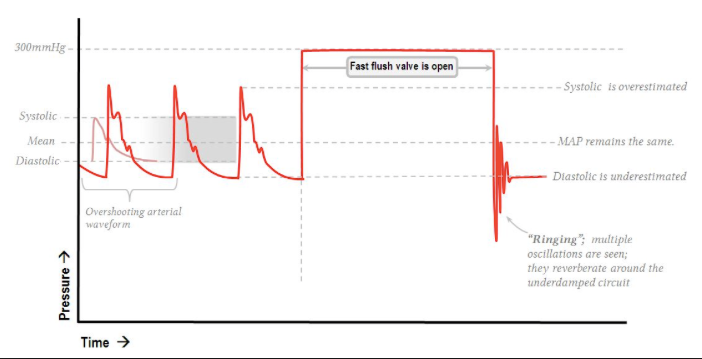 300mmHg
Fast flush valve is open
Systolic is overestimated
Systolic
Mean
MAP remains the same.
Diastolic
Diastolic is underestimated
Overshooting arterial
waveform
"Ringing"; multiple
oscillations are seen;
they reverberate around the
underdamped circuit
Pressure →
Time →